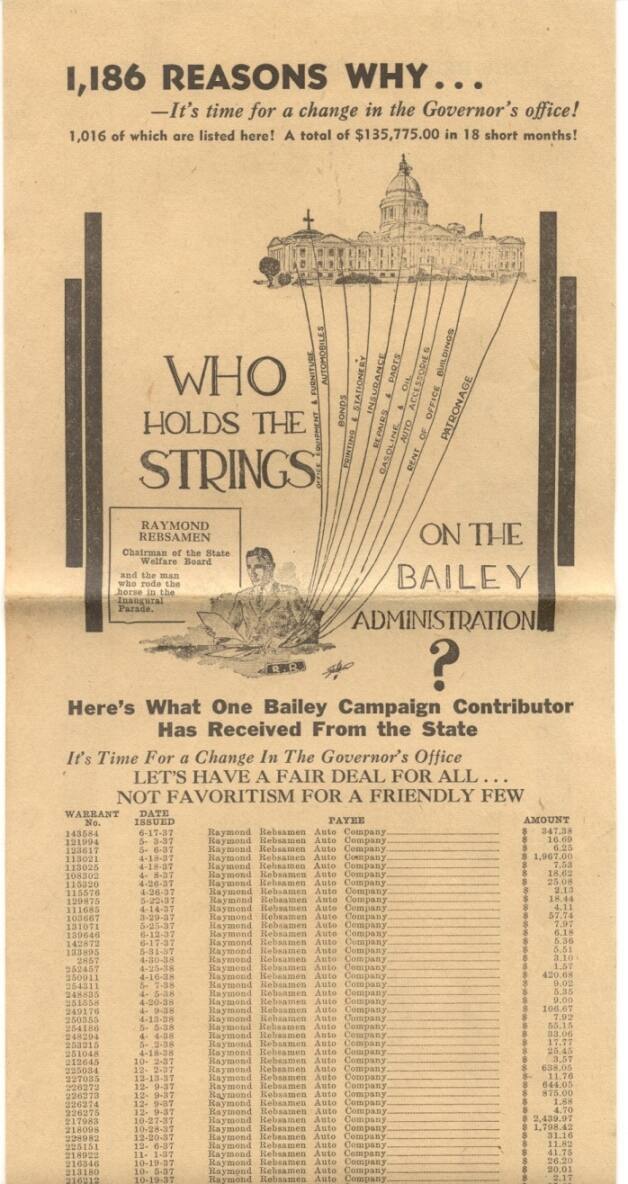 1,186 REASONS WHY...
—It's time for a change in the Governor's office!
1,016 of which are listed here! A total of $135,775.00 in 18 short months!
OFFICE EQUIPMENT & FURNITURE
AUTOMOBILES
BONDS
PRINTING & STATIONERY
INSURANCE
REPAIRS & PARTS
GASOLINE & OIL
AUTO ACCESSORIES
RENT OF OFFICE BUILDINGS
PATRONAGE
WHO
HOLDS THE
STRINGS
RAYMOND
REBSAMEN
Chairman of the State
Welfare Board
and the man
who rode the
horse in the
Inaugural
Parade.
R.R.
ON THE
BAILEY
ADMINISTRATION
?
Here's What One Bailey Campaign Contributor
Has Received From the State
It's Time For a Change In The Governor's Office
LET'S HAVE A FAIR DEAL FOR ALL...
NOT FAVORITISM FOR A FRIENDLY FEW
WARRANT No. DATE ISSUED PAYEE AMOUNT
143584 6-17-37 Raymond Rebsamen Auto Company $ 347.38
121994 5- 3-37 Raymond Rebsamen Auto Company $ 16.69
123617 5- 6-37 Raymond Rebsamen Auto Company $ 6.25
113021 4-18-37 Raymond Rebsamen Auto Company $ 1,967.00
113025 4-18-37 Raymond Rebsamen Auto Company $ 7.53
108302 4- 8-37 Raymond Rebsamen Auto Company $ 18.62
115320 4-26-37 Raymond Rebsamen Auto Company $ 25.08
115576 4-26-37 Raymond Rebsamen Auto Company $ 2.13
129875 5-22-37 Raymond Rebsamen Auto Company $ 18.44
111685 4-14-37 Raymond Rebsamen Auto Company $ 4.11
103667 3-29-37 Raymond Rebsamen Auto Company $ 57.74
131071 5-25-37 Raymond Rebsamen Auto Company $ 7.97
139646 6-12-37 Raymond Rebsamen Auto Company $ 6.18
142872 6-17-37 Raymond Rebsamen Auto Company $ 5.36
133895 5-31-37 Raymond Rebsamen Auto Company $ 5.51
2857 4-30-38 Raymond Rebsamen Auto Company $ 3.10
252457 4-25-38 Raymond Rebsamen Auto Company $ 1.57
250911 4-16-38 Raymond Rebsamen Auto Company $ 420.68
254311 5- 7-38 Raymond Rebsamen Auto Company $ 9.02
248835 4- 5-38 Raymond Rebsamen Auto Company $ 5.35
251558 4-20-38 Raymond Rebsamen Auto Company $ 9.00
249176 4- 9-38 Raymond Rebsamen Auto Company $ 106.67
250355 4-13-38 Raymond Rebsamen Auto Company $ 7.92
254186 5- 5-38 Raymond Rebsamen Auto Company $ 55.15
248294 4- 4-38 Raymond Rebsamen Auto Company $ 33.06
253215 5- 2-38 Raymond Rebsamen Auto Company $ 17.77
251048 4-18-38 Raymond Rebsamen Auto Company $ 25.45
212645 10- 2-37 Raymond Rebsamen Auto Company $ 3.57
225034 12- 2-37 Raymond Rebsamen Auto Company $ 638.05
227035 12-13-37 Raymond Rebsamen Auto Company $ 11.76
226272 12- 9-37 Raymond Rebsamen Auto Company $ 644.05
226273 12- 9-37 Raymond Rebsamen Auto Company $ 875.00
226274 12- 9-37 Raymond Rebsamen Auto Company $ 1.88
226275 12- 9-37 Raymond Rebsamen Auto Company $ 4.70
217983 10-27-37 Raymond Rebsamen Auto Company $ 2,439.97
218098 10-28-37 Raymond Rebsamen Auto Company $ 1,798.42
228982 12-20-37 Raymond Rebsamen Auto Company $ 31.16
225151 12- 6-37 Raymond Rebsamen Auto Company $ 11.82
218922 11- 1-37 Raymond Rebsamen Auto Company $ 41.75
216346 10-19-37 Raymond Rebsamen Auto Company $ 26.20
213180 10- 5-37 Raymond Rebsamen Auto Company $ 20.01
216212 10-19-37 Raymond Rebsamen Auto Company $ 2.17